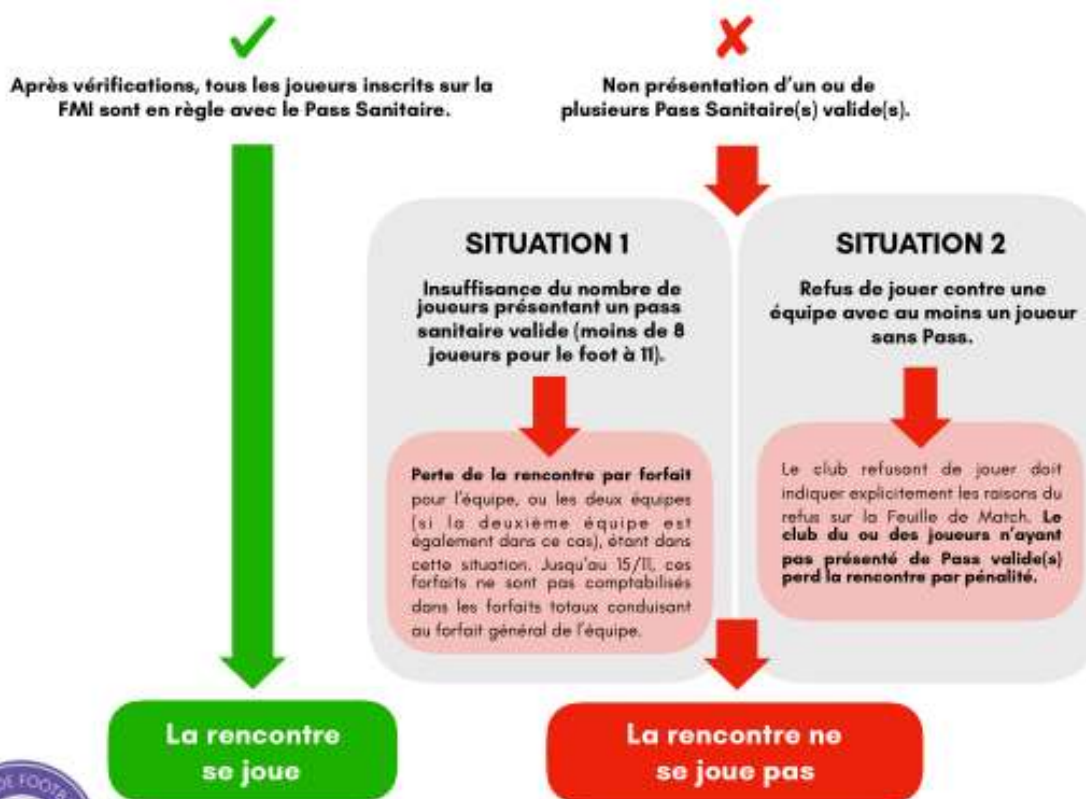 Après vérifications, tous les joueurs inscrits sur la
FMI sont en règle avec le Pass Sanitaire.
Non présentation d'un ou de
plusieurs Pass Sanitaire(s) valide(s).
SITUATION 1
Insuffisance du nombre de
joueurs présentant un pass
sanitaire valide (moins de 8
joueurs pour le foot à 11).
Perte de la rencontre par forfait
pour l'équipe, ou les deux équipes
(si la deuxième équipe est
également dans ce cas), étant dans
cette situation. Jusqu'au 15/11, ces
forfaits ne sont pas comptabilisés
dans les forfaits totaux conduisant
au forfait général de l'équipe.
SITUATION 2
Refus de jouer contre une
équipe avec au moins un joueur
sans Pass.
Le club refusant de jouer doit
indiquer explicitement les raisons du
refus sur la Feuille de Match. Le
club du ou des joueurs n'ayant
pas présenté de Pass valide(s)
perd la rencontre par pénalité.
La rencontre
se joue
La rencontre ne
se joue pas
DE